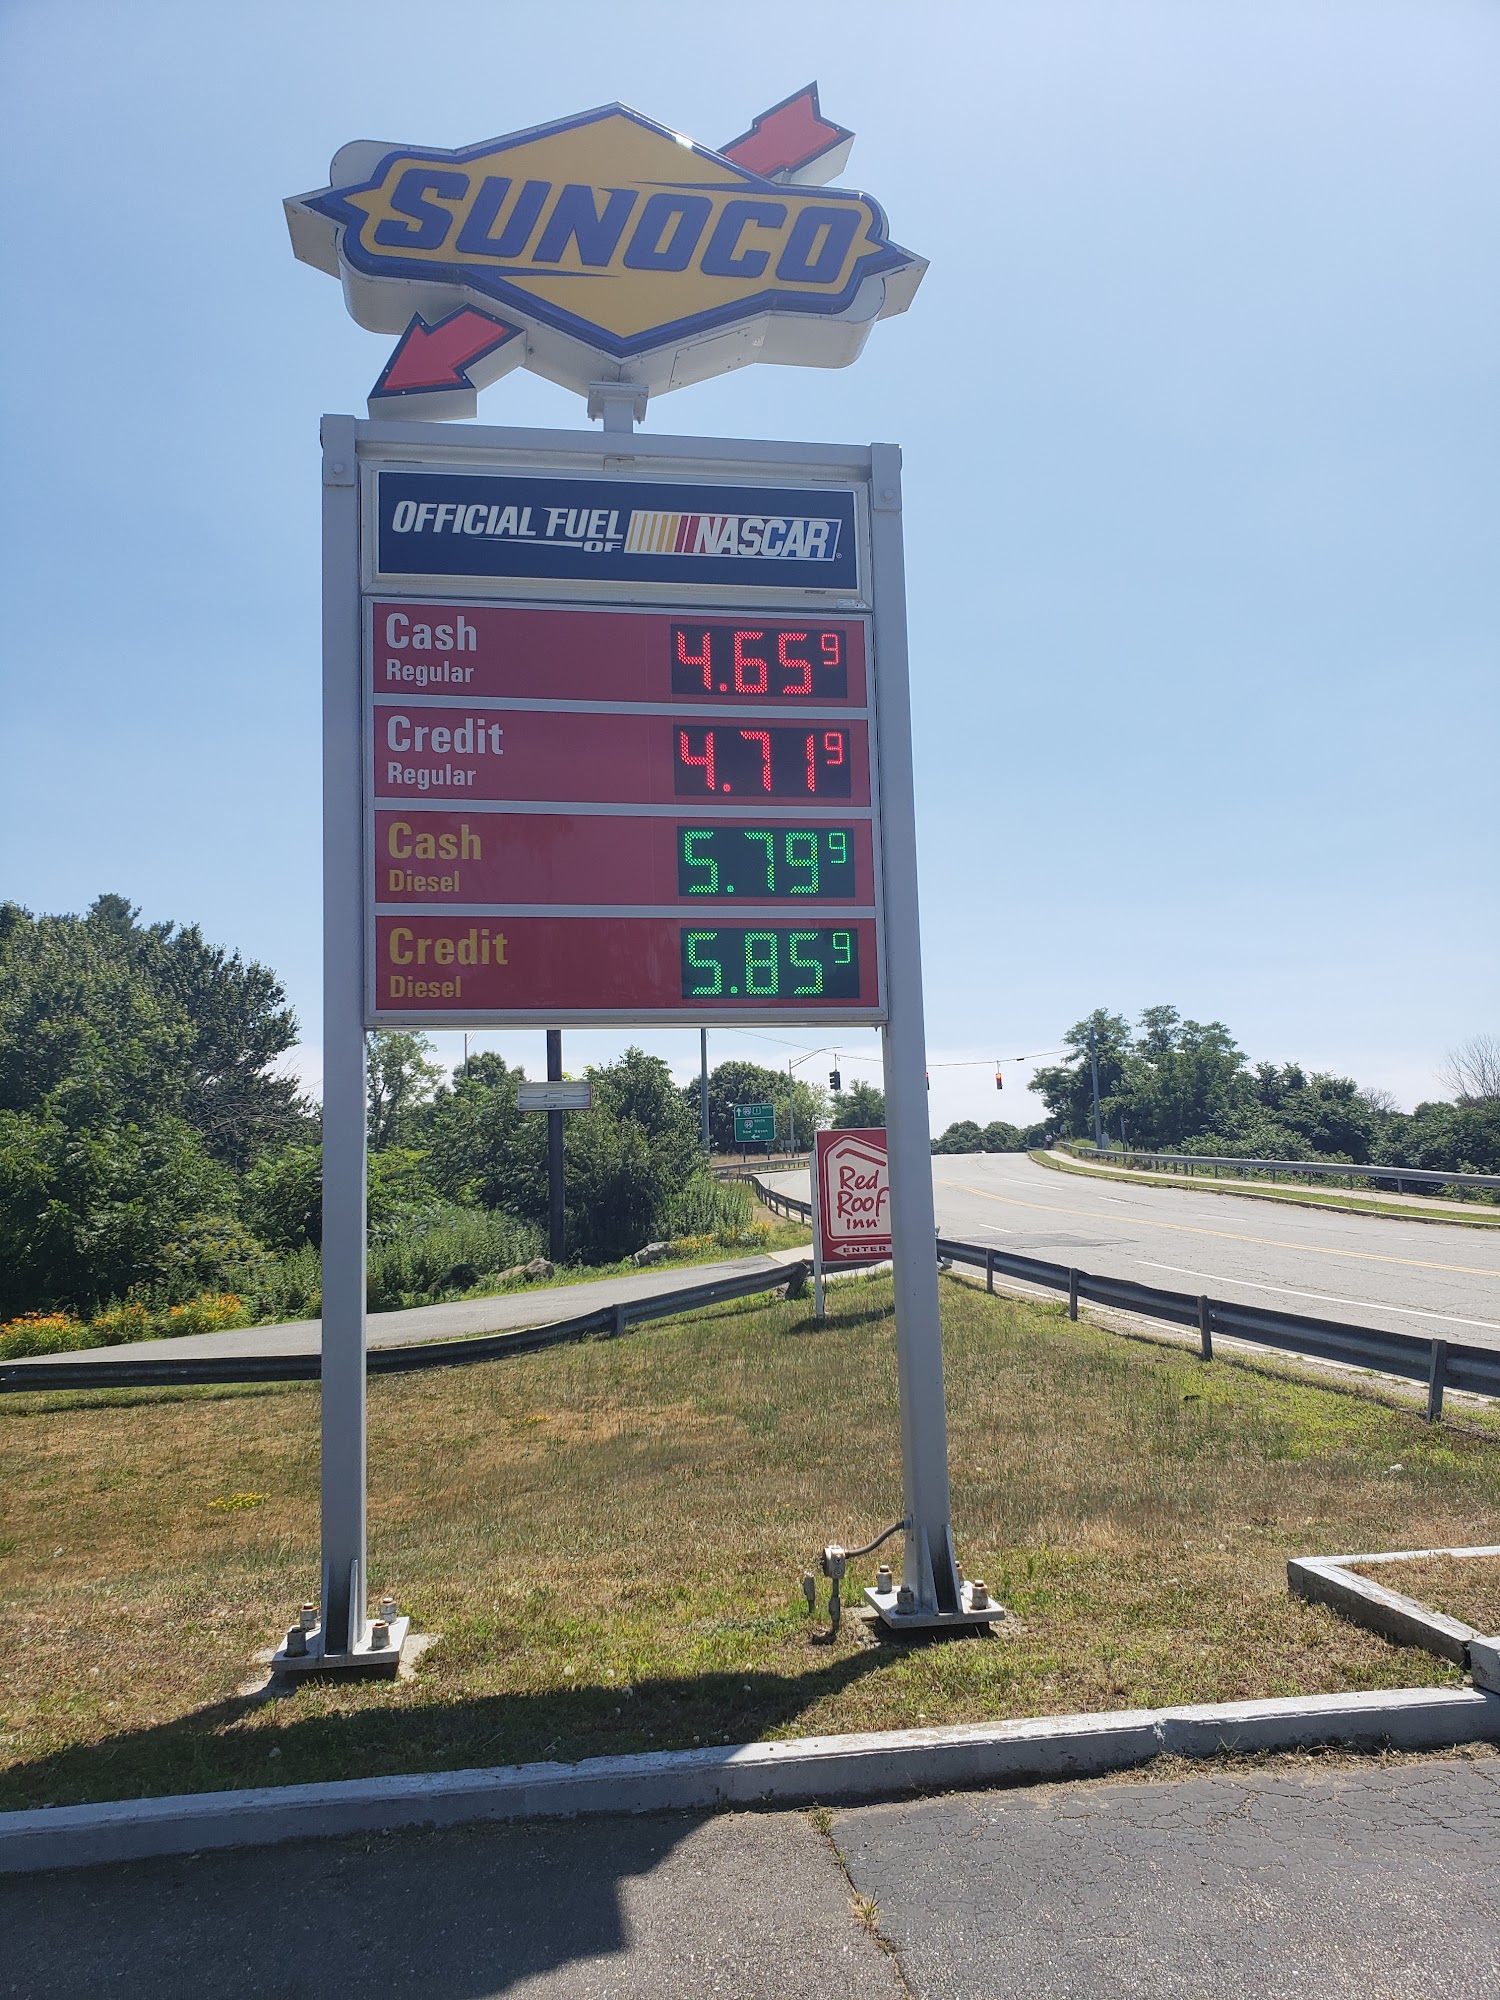 SUNOCO
OFFICIAL FUEL
OF
NASCAR
Cash
Regular
4.65 9
Credit
Regular
4.71 9
Cash
Diesel
5.79 9
Credit
Diesel
5.85 9
Red
Roof
Inn
ENTER